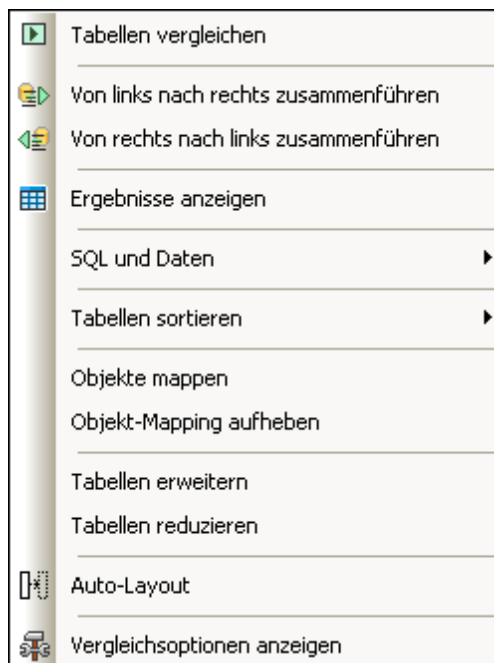 Tabellen vergleichen
Von links nach rechts zusammenführen
Von rechts nach links zusammenführen
Ergebnisse anzeigen
SQL und Daten
Tabellen sortieren
Objekte mappen
Objekt-Mapping aufheben
Tabellen erweitern
Tabellen reduzieren
Auto-Layout
Vergleichsoptionen anzeigen